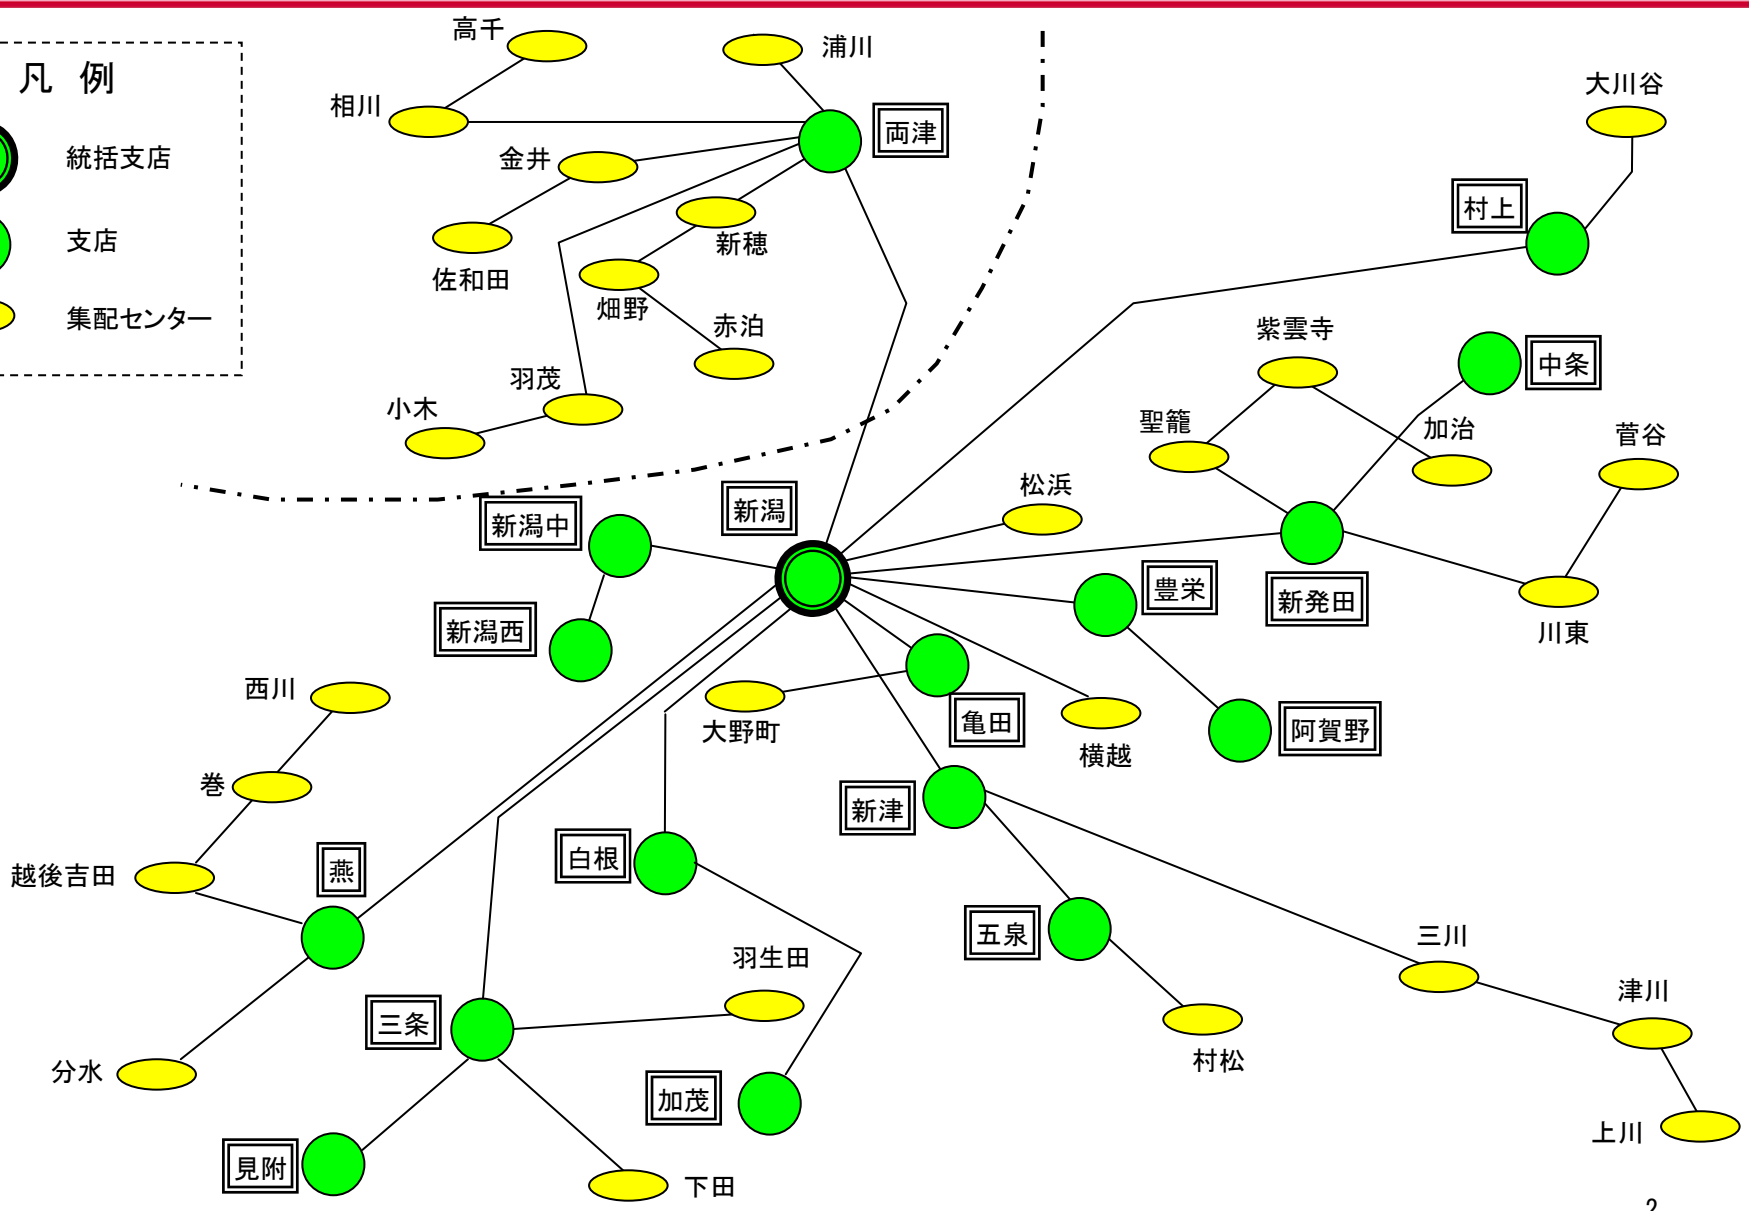 凡 例
統括支店
支店
集配センター
高千
浦川
相川
両津
金井
佐和田
新穂
畑野
赤泊
羽茂
小木
大川谷
村上
紫雲寺
中条
聖籠
加治
菅谷
松浜
新潟
新潟中
新潟西
豊栄
新発田
川東
西川
大野町
亀田
横越
阿賀野
巻
新津
越後吉田
燕
白根
五泉
三川
羽生田
津川
三条
分水
村松
加茂
上川
見附
下田
2